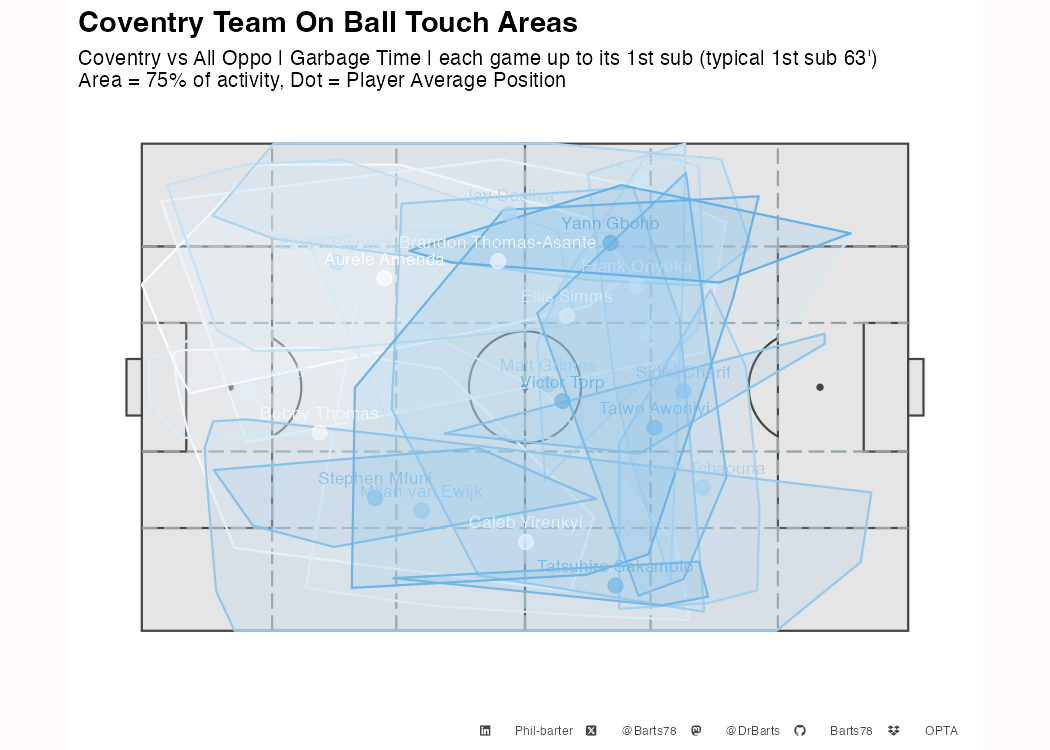 Coventry Team On Ball Touch Areas
Coventry vs All Oppo | Garbage Time | each game up to its 1st sub (typical 1st sub 63')
Area = 75% of activity, Dot = Player Average Position
Jay Dasilva
Yann Gboho
Brandon Thomas-Asante
Aurèle Amenda
Frank Onyeka
Ellis Simms
Matt Grimes
Victor Torp
Sidiki Cherif
Taiwo Awoniyi
Bobby Thomas
Tchaouna
Stephen Mfuni
Milan van Ewijk
Caleb Yirenkyi
Tatsuhiro Sakamoto
Phil-barter @Barts78 @DrBarts Barts78 OPTA